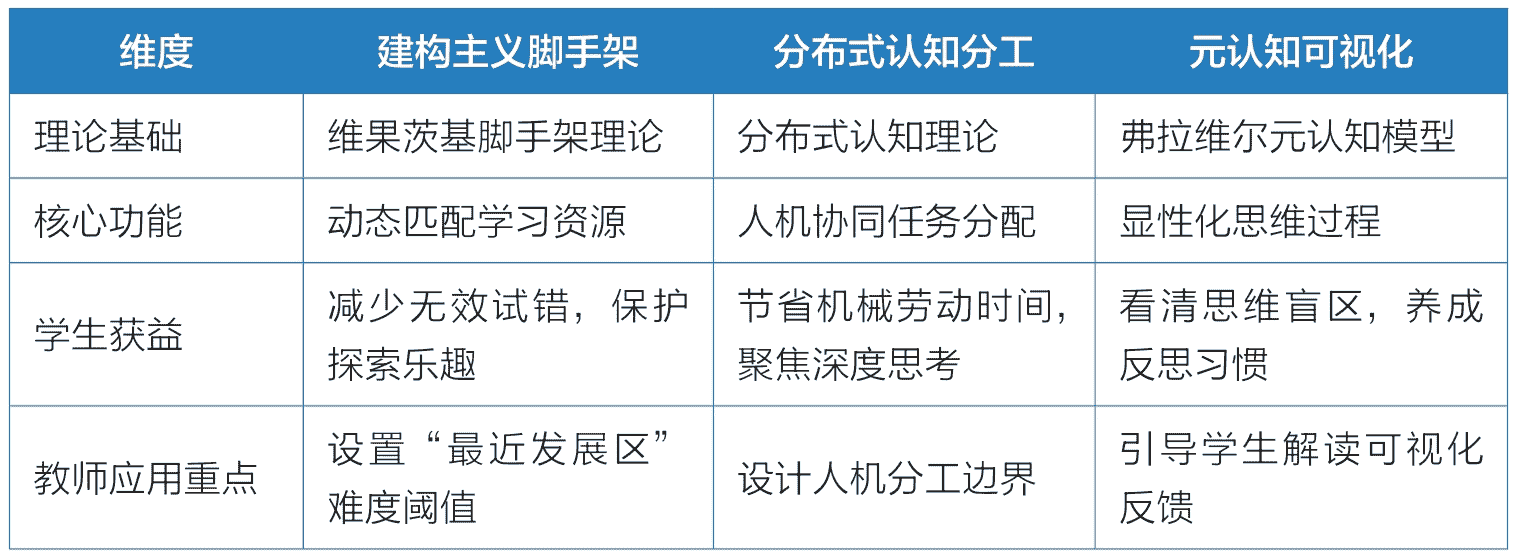 维度 建构主义脚手架 分布式认知分工 元认知可视化
理论基础 维果茨基脚手架理论 分布式认知理论 弗拉维尔元认知模型
核心功能 动态匹配学习资源 人机协同任务分配 显性化思维过程
学生获益
减少无效试错，保护
探索乐趣
节省机械劳动时间，
聚焦深度思考
看清思维盲区，养成
反思习惯
教师应用重点
设置“最近发展区”
难度阈值
设计人机分工边界
引导学生解读可视化
反馈